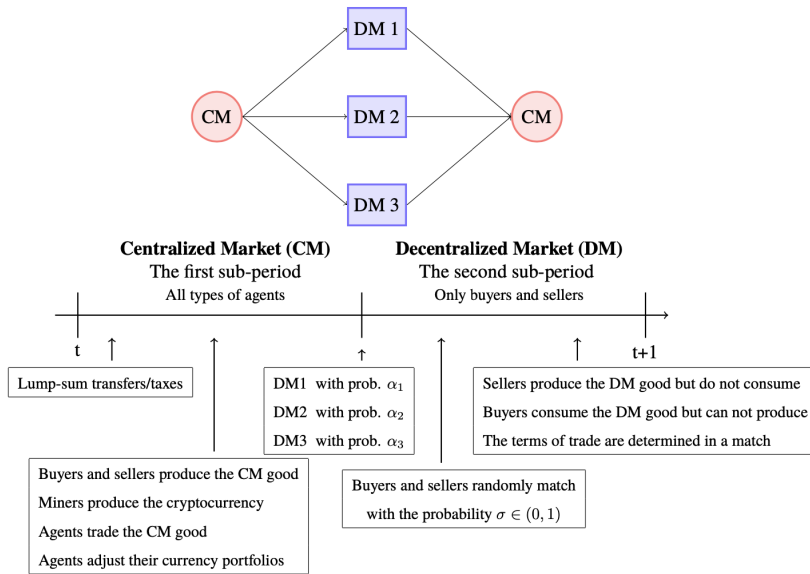 DM 1
CM
DM 2
CM
DM 3
Centralized Market (CM)
The first sub-period
All types of agents
Decentralized Market (DM)
The second sub-period
Only buyers and sellers
t
t+1
Lump-sum transfers/taxes
DM1 with prob. α₁
DM2 with prob. α₂
DM3 with prob. α₃
Sellers produce the DM good but do not consume
Buyers consume the DM good but can not produce
The terms of trade are determined in a match
Buyers and sellers produce the CM good
Miners produce the cryptocurrency
Agents trade the CM good
Agents adjust their currency portfolios
Buyers and sellers randomly match
with the probability σ ∈ (0, 1)